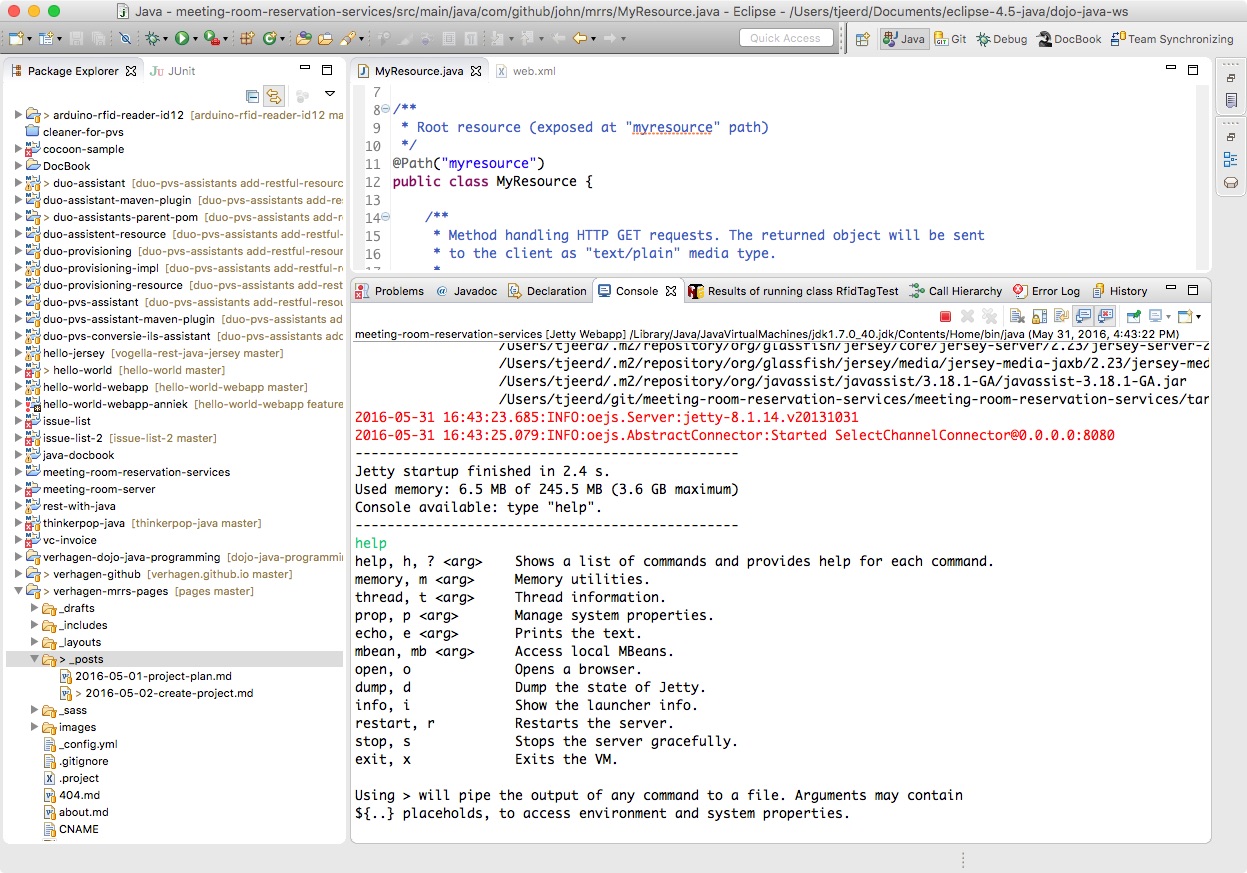 Java - meeting-room-reservation-services/src/main/java/com/github/john/mrrs/MyResource.java - Eclipse - /Users/tjeerd/Documents/eclipse-4.5-java/dojo-java-ws
Quick Access
Java
Git
Debug
DocBook
Team Synchronizing
Package Explorer
JUnit
> arduino-rfid-reader-id12 [arduino-rfid-reader-id12 ma
cleaner-for-pvs
cocoon-sample
DocBook
> duo-assistant [duo-pvs-assistants add-restful-resourc
duo-assistant-maven-plugin [duo-pvs-assistants add-re
> duo-assistants-parent-pom [duo-pvs-assistants add-r
duo-assistent-resource [duo-pvs-assistants add-restful-
duo-provisioning [duo-pvs-assistants add-restful-resour
duo-provisioning-impl [duo-pvs-assistants add-restful-r
duo-provisioning-resource [duo-pvs-assistants add-rest
duo-pvs-assistant [duo-pvs-assistants add-restful-resou
duo-pvs-assistant-maven-plugin [duo-pvs-assistants ad
duo-pvs-conversie-ils-assistant [duo-pvs-assistants add
hello-jersey [vogella-rest-java-jersey master]
> hello-world [hello-world master]
hello-world-webapp [hello-world-webapp master]
hello-world-webapp-anniek [hello-world-webapp feature
issue-list
issue-list-2 [issue-list-2 master]
java-docbook
meeting-room-reservation-services
meeting-room-server
rest-with-java
thinkerpop-java [thinkerpop-java master]
vc-invoice
verhagen-dojo-java-programming [dojo-java-programmi
> verhagen-github [verhagen.github.io master]
> verhagen-mrrs-pages [pages master]
_drafts
_includes
_layouts
> _posts
2016-05-01-project-plan.md
> 2016-05-02-create-project.md
_sass
images
_config.yml
.gitignore
.project
404.md
about.md
CNAME
MyResource.java
web.xml
7
8 /**
9 * Root resource (exposed at "myresource" path)
10 */
11 @Path("myresource")
12 public class MyResource {
13
14 /**
15 * Method handling HTTP GET requests. The returned object will be sent
16 * to the client as "text/plain" media type.
17 *
Problems
Javadoc
Declaration
Console
Results of running class RfidTagTest
Call Hierarchy
Error Log
History
meeting-room-reservation-services [Jetty Webapp] /Library/Java/JavaVirtualMachines/jdk1.7.0_40.jdk/Contents/Home/bin/java (May 31, 2016, 4:43:22 PM)
/Users/tjeerd/.m2/repository/org/glassfish/jersey/core/jersey-server/2.23/jersey-server-2
/Users/tjeerd/.m2/repository/org/glassfish/jersey/media/jersey-media-jaxb/2.23/jersey-med
/Users/tjeerd/.m2/repository/org/javassist/javassist/3.18.1-GA/javassist-3.18.1-GA.jar
/Users/tjeerd/git/meeting-room-reservation-services/meeting-room-reservation-services/tar
2016-05-31 16:43:23.685:INFO:oejs.Server:jetty-8.1.14.v20131031
2016-05-31 16:43:25.079:INFO:oejs.AbstractConnector:Started SelectChannelConnector@0.0.0.0:8080
------------------------------------------------
Jetty startup finished in 2.4 s.
Used memory: 6.5 MB of 245.5 MB (3.6 GB maximum)
Console available: type "help".
------------------------------------------------
help
help, h, ? <arg> Shows a list of commands and provides help for each command.
memory, m <arg> Memory utilities.
thread, t <arg> Thread information.
prop, p <arg> Manage system properties.
echo, e <arg> Prints the text.
mbean, mb <arg> Access local MBeans.
open, o Opens a browser.
dump, d Dump the state of Jetty.
info, i Show the launcher info.
restart, r Restarts the server.
stop, s Stops the server gracefully.
exit, x Exits the VM.
Using > will pipe the output of any command to a file. Arguments may contain
${..} placeholds, to access environment and system properties.